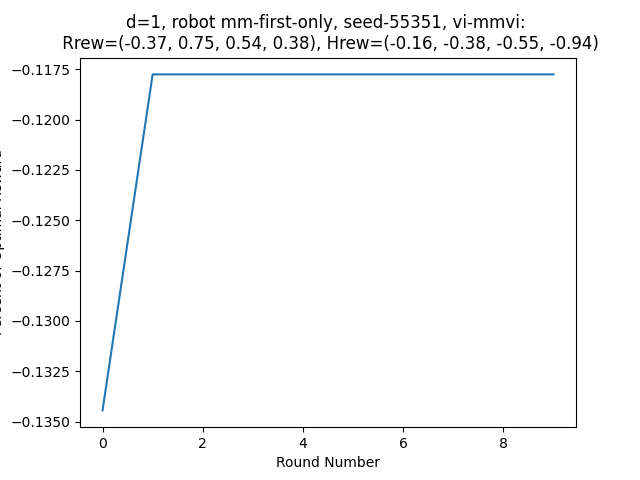 d=1, robot mm-first-only, seed-55351, vi-mmvi:
Rrew=(-0.37, 0.75, 0.54, 0.38), Hrew=(-0.16, -0.38, -0.55, -0.94)
−0.1175
−0.1200
−0.1225
−0.1250
−0.1275
−0.1300
−0.1325
−0.1350
0 2 4 6 8
Round Number